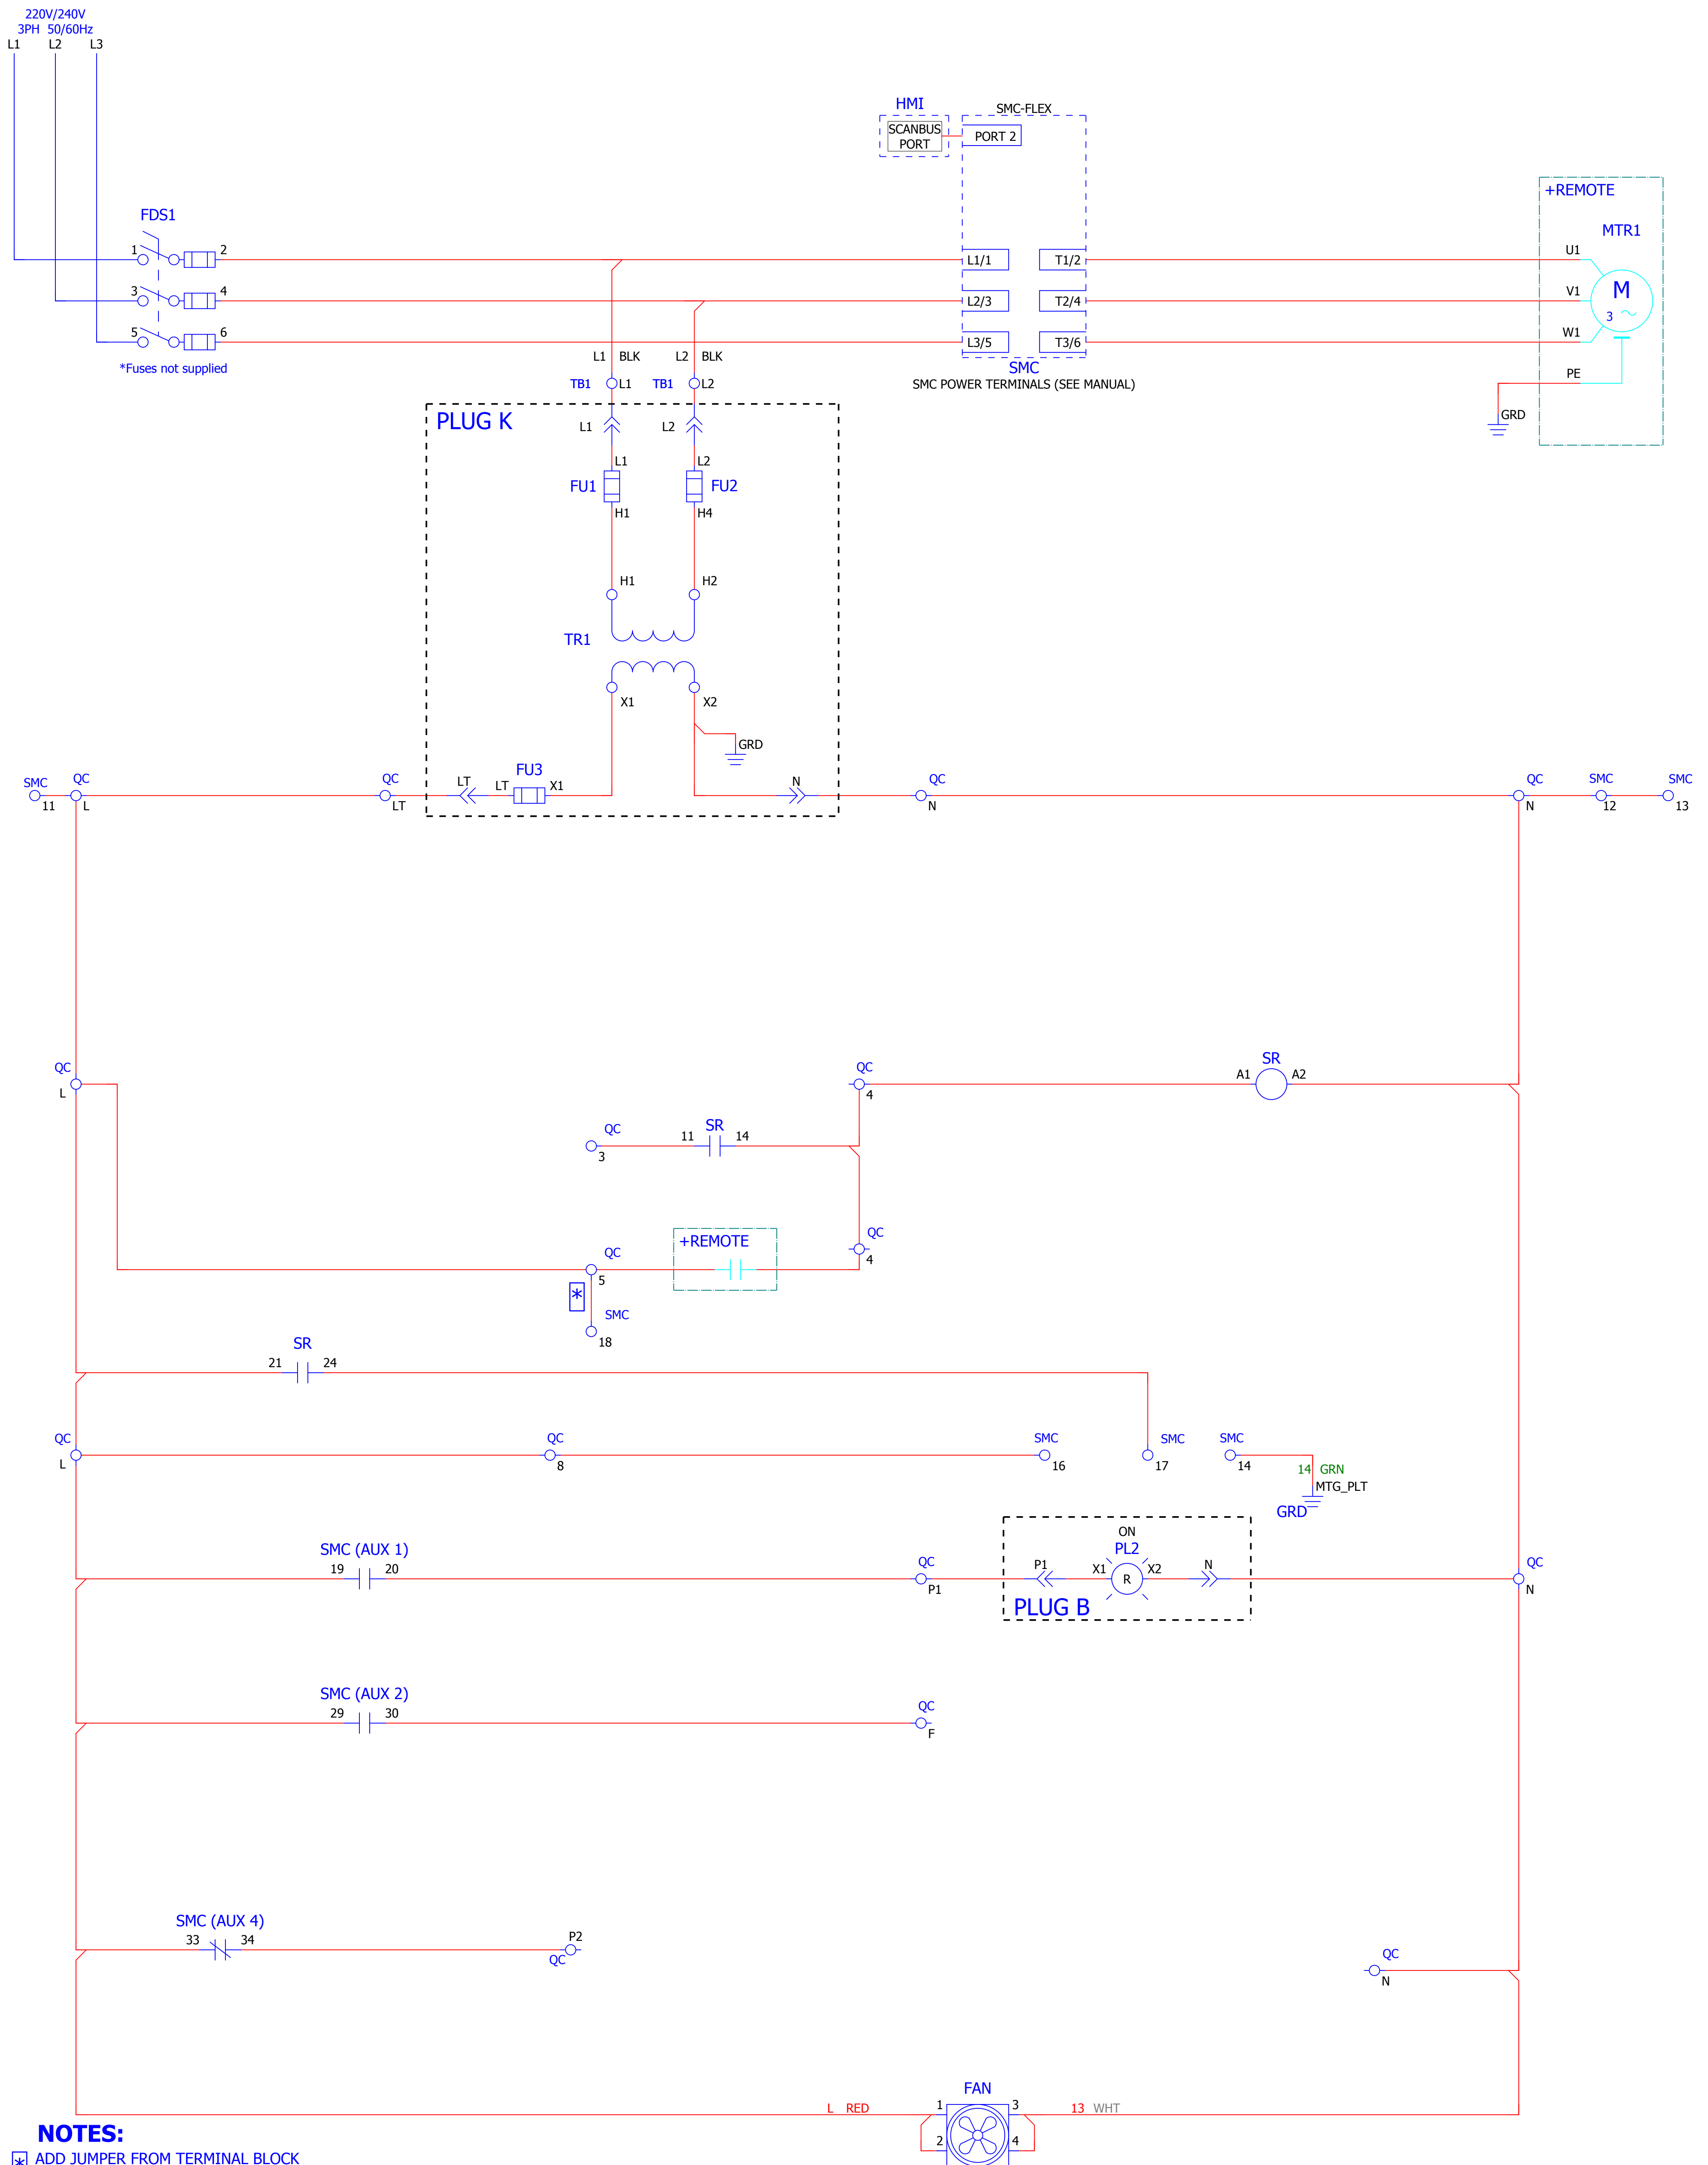 220V/240V
3PH 50/60Hz
L1 L2 L3
HMI
SMC-FLEX
SCANBUS
PORT
PORT 2
+REMOTE
MTR1
FDS1
1 2
L1/1 T1/2
U1
3 4
L2/3 T2/4
V1
M
3
5 6
L3/5 T3/6
W1
*Fuses not supplied
L1 BLK L2 BLK
SMC
SMC POWER TERMINALS (SEE MANUAL)
PE
GRD
TB1 L1 TB1 L2
PLUG K
L1 L2
L1 L2
FU1 FU2
H1 H4
H1 H2
TR1
X1 X2
GRD
SMC QC QC LT LT FU3 X1 N QC QC SMC SMC
11 L LT N N 12 13
QC QC SR
L 4 A1 A2
QC SR
3 11 14
QC +REMOTE QC
5 4
*
SMC
18
SR
21 24
QC QC SMC SMC SMC
L 8 16 17 14
14 GRN
MTG_PLT
GRD
ON
SMC (AUX 1) PL2
19 20 QC P1 X1 R X2 N QC
P1 N
PLUG B
SMC (AUX 2)
29 30 QC
F
SMC (AUX 4)
33 34 P2
QC
QC
N
FAN
L RED 1 3 13 WHT
2 4
NOTES:
* ADD JUMPER FROM TERMINAL BLOCK